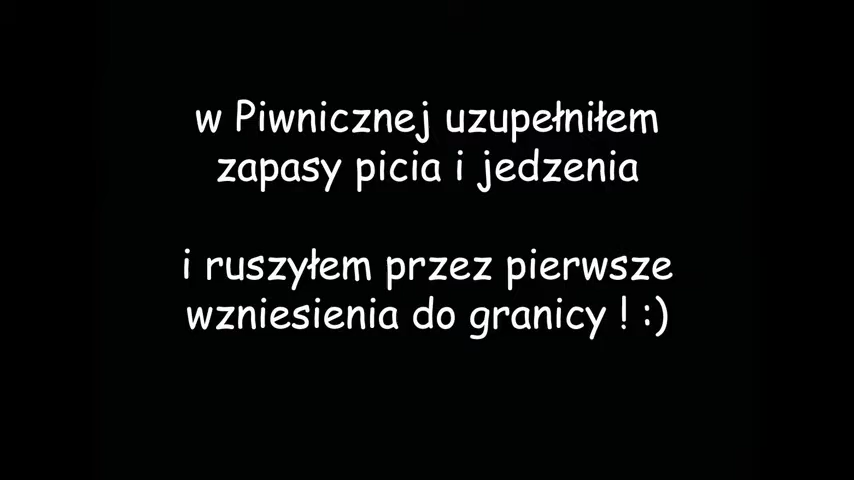 w Piwnicznej uzupełniłem
zapasy picia i jedzenia
i ruszyłem przez pierwsze
wzniesienia do granicy ! :)